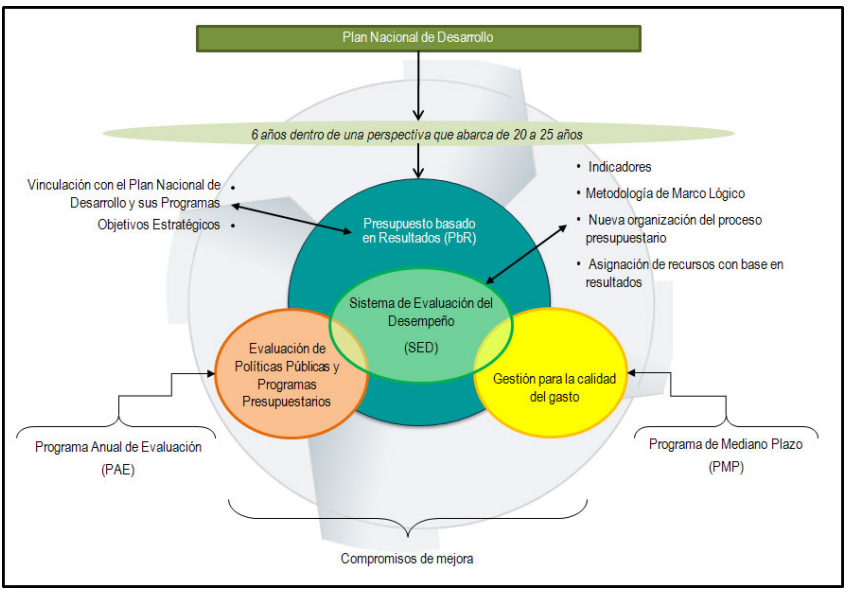 Plan Nacional de Desarrollo
6 años dentro de una perspectiva que abarca de 20 a 25 años
Vinculación con el Plan Nacional de •
Desarrollo y sus Programas
Objetivos Estratégicos •
• Indicadores
• Metodología de Marco Lógico
• Nueva organización del proceso
presupuestario
• Asignación de recursos con base en
resultados
Presupuesto basado
en Resultados (PbR)
Sistema de Evaluación del
Desempeño
(SED)
Evaluación de
Políticas Públicas y
Programas
Presupuestarios
Gestión para la calidad
del gasto
Programa Anual de Evaluación
(PAE)
Programa de Mediano Plazo
(PMP)
Compromisos de mejora